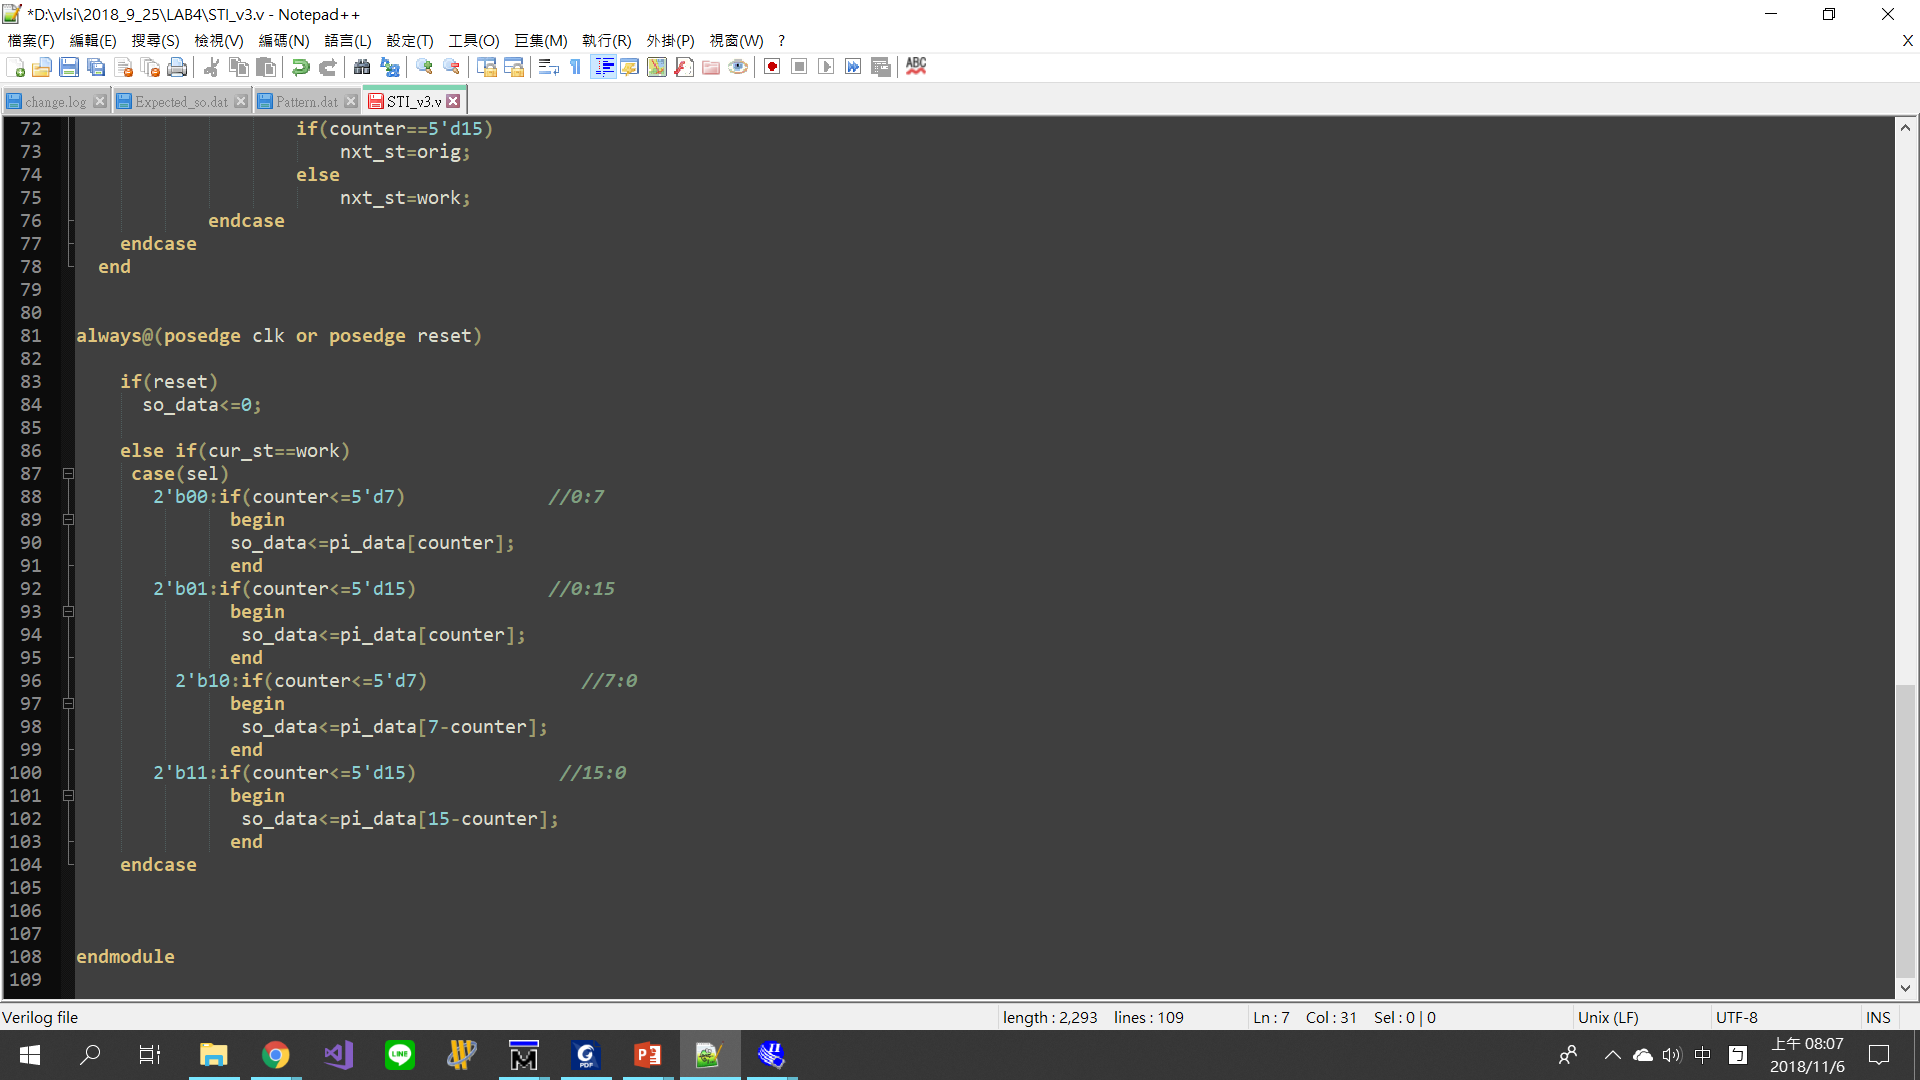 *D:\vlsi\2018_9_25\LAB4\STI_v3.v - Notepad++
檔案(F) 編輯(E) 搜尋(S) 檢視(V) 編碼(N) 語言(L) 設定(T) 工具(O) 巨集(M) 執行(R) 外掛(P) 視窗(W) ? X
ABC
change.log Expected_so.dat Pattern.dat STI_v3.v
72 if(counter==5'd15)
73 nxt_st=orig;
74 else
75 nxt_st=work;
76 endcase
77 endcase
78 end
79
80
81 always@(posedge clk or posedge reset)
82
83 if(reset)
84 so_data<=0;
85
86 else if(cur_st==work)
87 case(sel)
88 2'b00:if(counter<=5'd7) //0:7
89 begin
90 so_data<=pi_data[counter];
91 end
92 2'b01:if(counter<=5'd15) //0:15
93 begin
94 so_data<=pi_data[counter];
95 end
96 2'b10:if(counter<=5'd7) //7:0
97 begin
98 so_data<=pi_data[7-counter];
99 end
100 2'b11:if(counter<=5'd15) //15:0
101 begin
102 so_data<=pi_data[15-counter];
103 end
104 endcase
105
106
107
108 endmodule
109
Verilog file length : 2,293 lines : 109 Ln : 7 Col : 31 Sel : 0 | 0 Unix (LF) UTF-8 INS
LINE M G PDF P 中 上午 08:07
2018/11/6